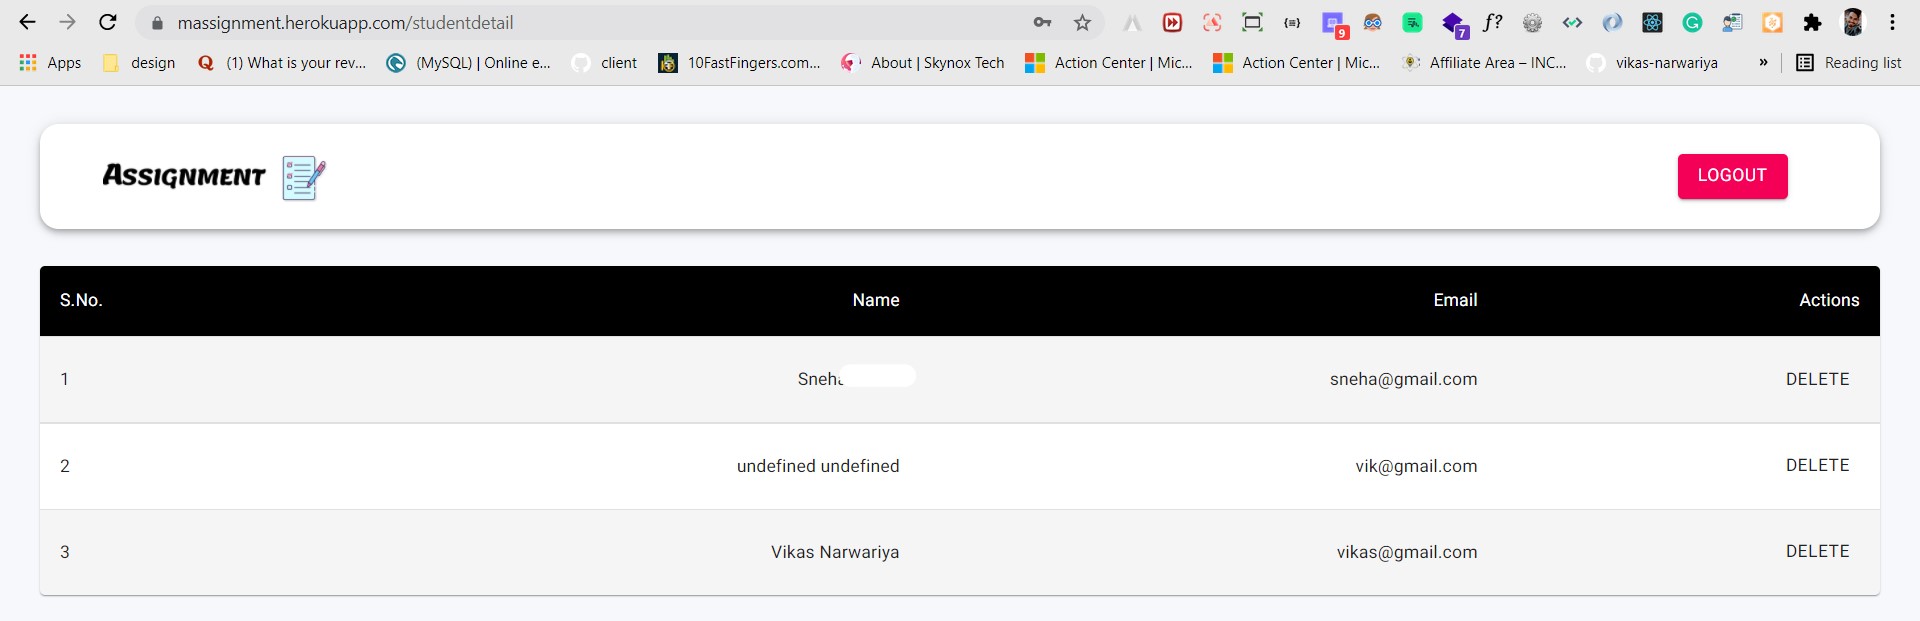 massignment.herokuapp.com/studentdetail
{≡} 9 7 f?
Apps design (1) What is your rev... (MySQL) | Online e... client 10FastFingers.com... About | Skynox Tech Action Center | Mic... Action Center | Mic... Affiliate Area – INC... vikas-narwariya » Reading list
ASSIGNMENT LOGOUT
S.No. Name Email Actions
1 Sneha sneha@gmail.com DELETE
2 undefined undefined vik@gmail.com DELETE
3 Vikas Narwariya vikas@gmail.com DELETE